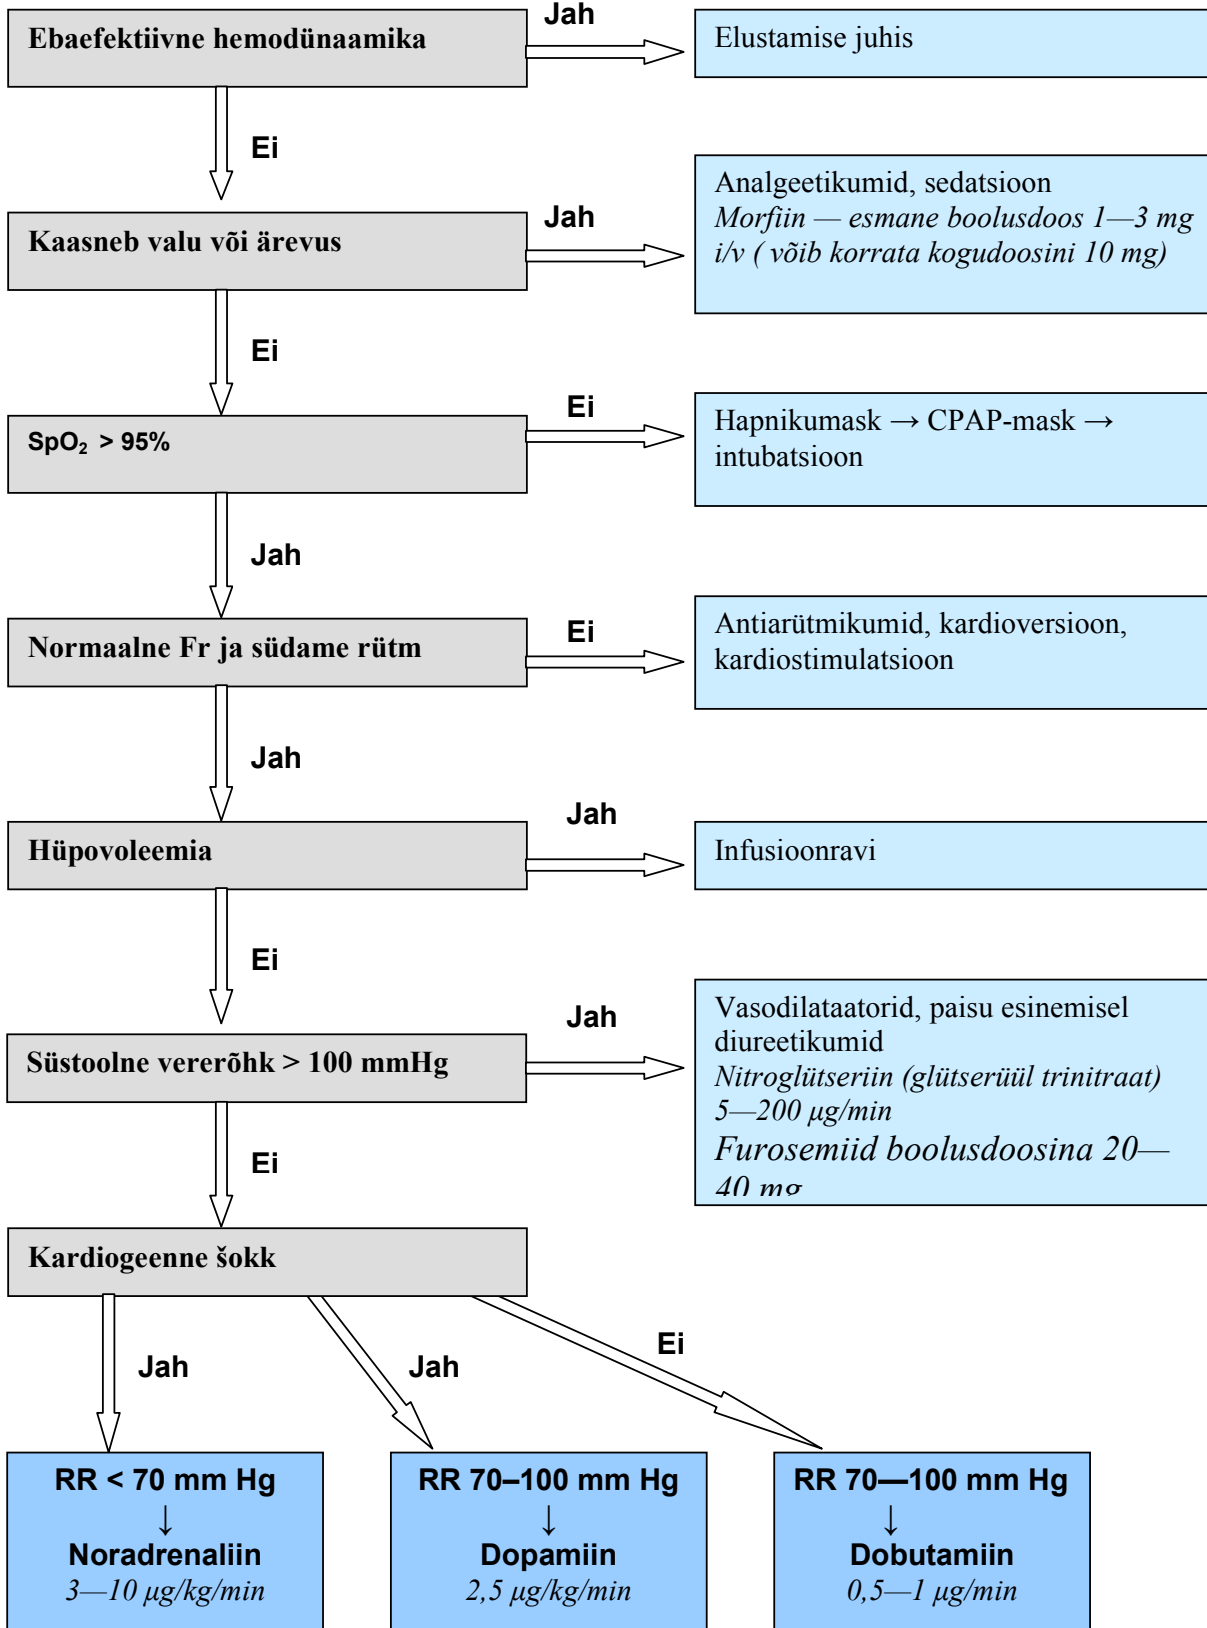 Ebaefektiivne hemodünaamika
Jah
Elustamise juhis
Ei
Kaasneb valu või ärevus
Jah
Analgeetikumid, sedatsioon
Morfiin — esmane boolusdoos 1—3 mg
i/v ( võib korrata kogudoosini 10 mg)
Ei
SpO₂ > 95%
Ei
Hapnikumask → CPAP-mask →
intubatsioon
Jah
Normaalne Fr ja südame rütm
Ei
Antiarütmikumid, kardioversioon,
kardiostimulatsioon
Jah
Hüpovoleemia
Jah
Infusioonravi
Ei
Süstoolne vererõhk > 100 mmHg
Jah
Vasodilataatorid, paisu esinemisel
diureetikumid
Nitroglütseriin (glütserüül trinitraat)
5—200 µg/min
Furosemiid boolusdoosina 20—
40 mg
Ei
Kardiogeenne šokk
Jah
Jah
Ei
RR < 70 mm Hg
↓
Noradrenaliin
3—10 µg/kg/min
RR 70–100 mm Hg
↓
Dopamiin
2,5 µg/kg/min
RR 70—100 mm Hg
↓
Dobutamiin
0,5—1 µg/min